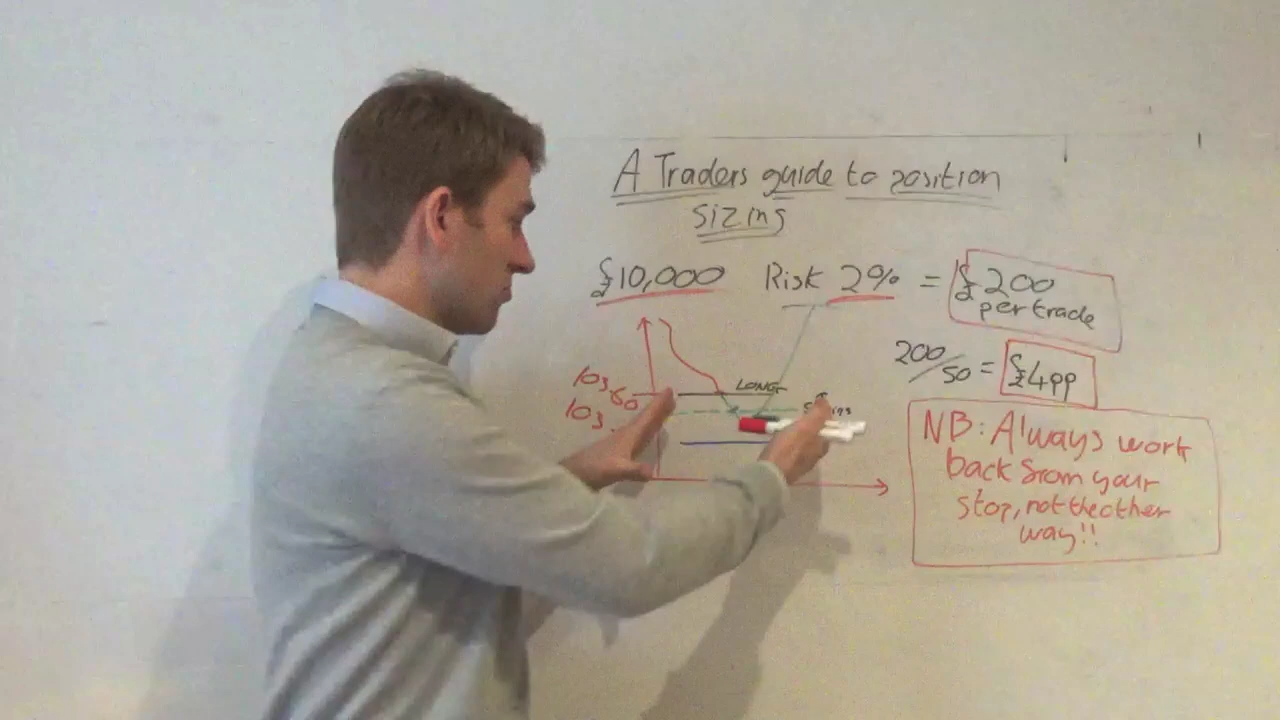 A Traders guide to position
sizing
£10,000 Risk 2% = £200
per trade
200/50 = £4pp
103.60
LONG
103.
NB: Always work
back from your
stop, not the other
way!!